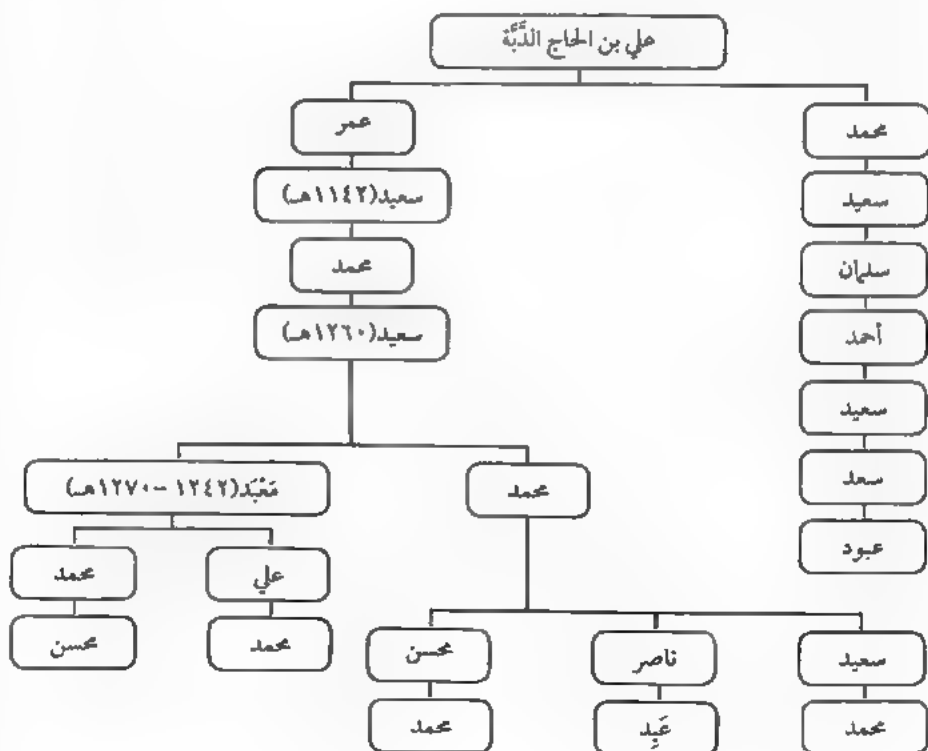 علي بن الحاج الدَّبَّة
محمد
عمر
سعيد
سعيد (١١٤٢هـ)
سليمان
محمد
أحمد
سعيد (١٢٦٠هـ)
سعيد
سعد
محمد
مَعْبَد (١٢٤٢ - ١٢٧٠هـ)
عبود
علي
محمد
محمد
محسن
سعيد
ناصر
محسن
محمد
عَبِد
محمد